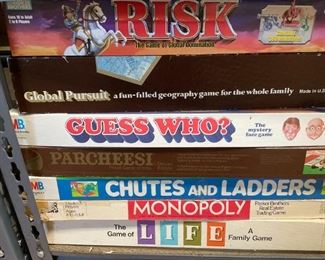 RISK
The Game of Global Domination
Global Pursuit a fun-filled geography game for the whole family
Made in U.S.
MB
GUESS WHO?
The
mystery
face game
PARCHEESI
MB
CHUTES AND LADDERS
MONOPOLY
Parker Brothers
Real Estate
Trading Game
The
Game of
LIFE
A
Family Game